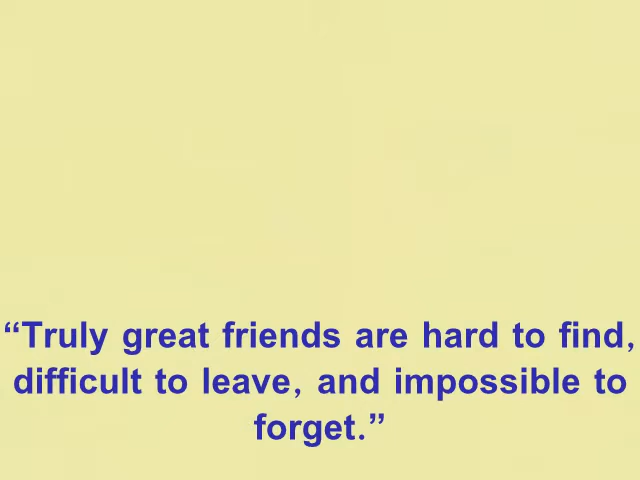 “Truly great friends are hard to find,
difficult to leave, and impossible to
forget.”